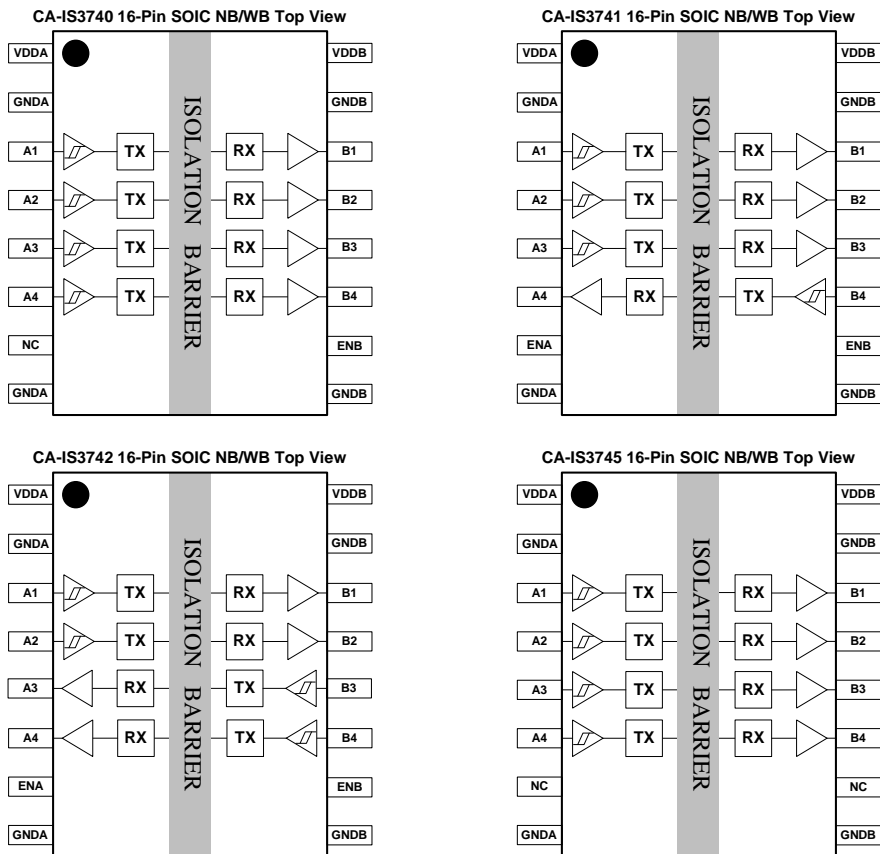 CA-IS3740 16-Pin SOIC NB/WB Top View
VDDA VDDB
GNDA GNDB
A1 TX RX B1
A2 TX RX B2
A3 TX RX B3
A4 TX RX B4
NC ENB
GNDA GNDB
ISOLATION BARRIER
CA-IS3741 16-Pin SOIC NB/WB Top View
VDDA VDDB
GNDA GNDB
A1 TX RX B1
A2 TX RX B2
A3 TX RX B3
A4 RX TX B4
ENA ENB
GNDA GNDB
ISOLATION BARRIER
CA-IS3742 16-Pin SOIC NB/WB Top View
VDDA VDDB
GNDA GNDB
A1 TX RX B1
A2 TX RX B2
A3 RX TX B3
A4 RX TX B4
ENA ENB
GNDA GNDB
ISOLATION BARRIER
CA-IS3745 16-Pin SOIC NB/WB Top View
VDDA VDDB
GNDA GNDB
A1 TX RX B1
A2 TX RX B2
A3 TX RX B3
A4 TX RX B4
NC NC
GNDA GNDB
ISOLATION BARRIER